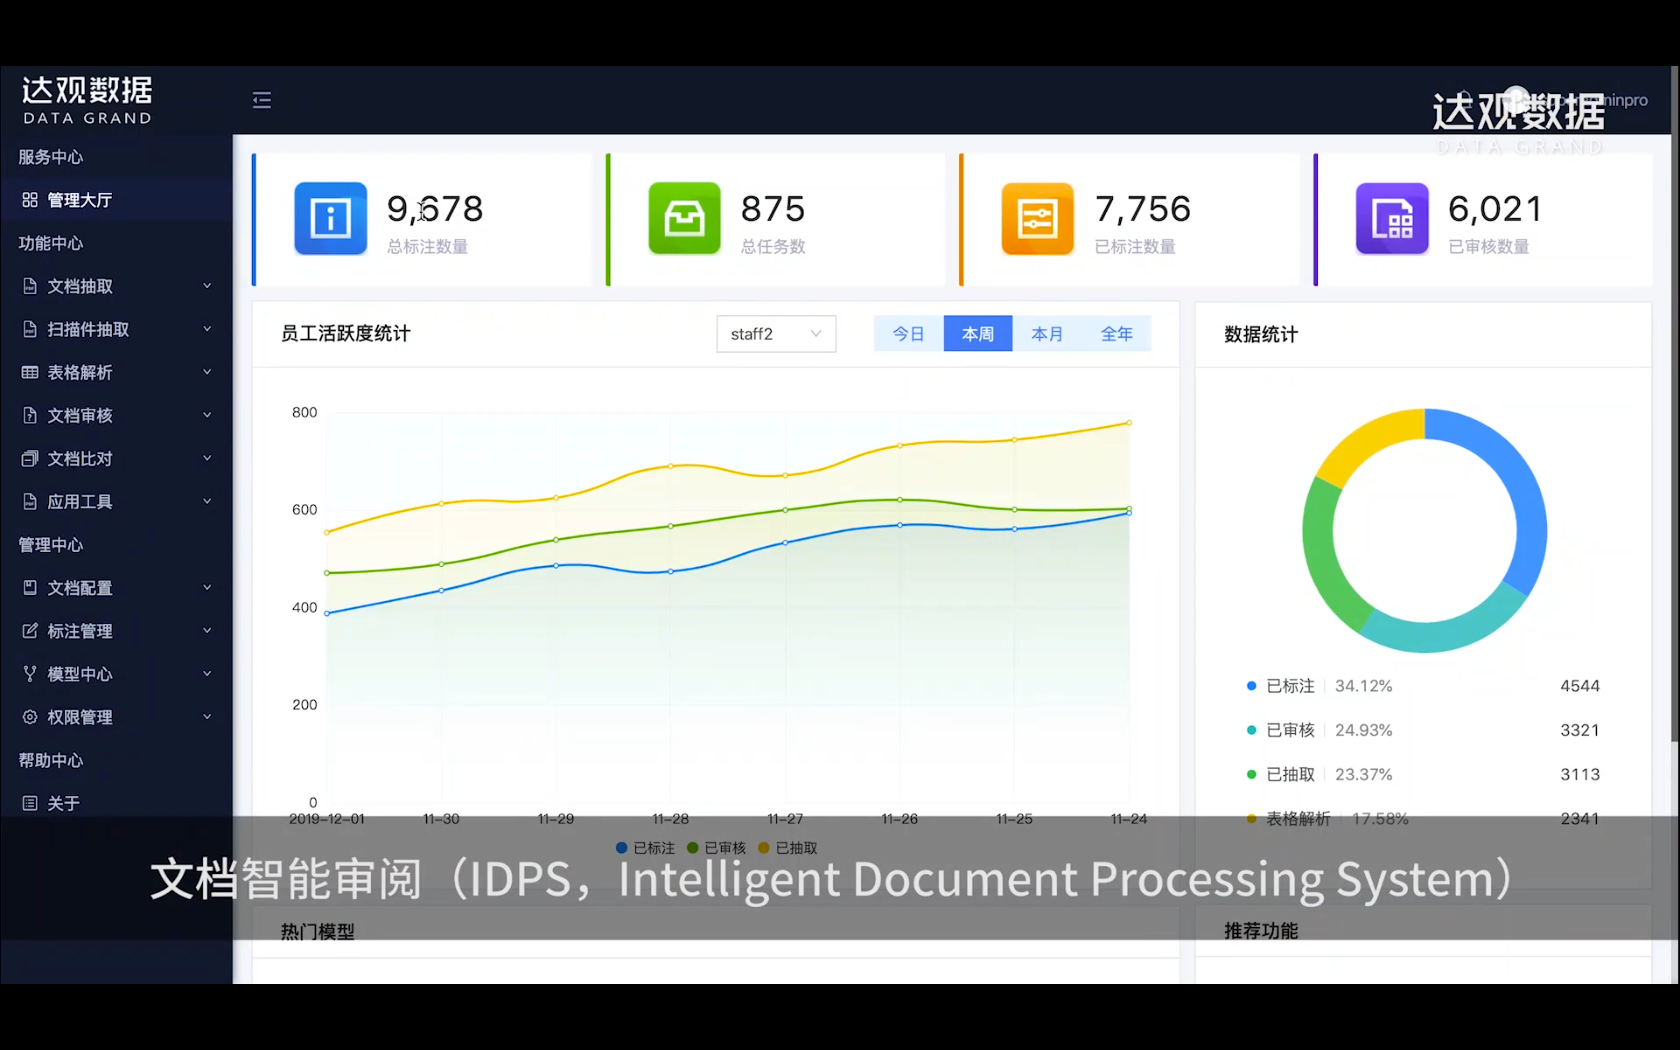 达观数据
DATA GRAND
达观数据
DATA GRAND
minpro
服务中心
管理大厅
功能中心
文档抽取
扫描件抽取
表格解析
文档审核
文档比对
应用工具
管理中心
文档配置
标注管理
模型中心
权限管理
帮助中心
关于
9,678
总标注数量
875
总任务数
7,756
已标注数量
6,021
已审核数量
员工活跃度统计
staff2
今日 本周 本月 全年
800
600
400
200
0
2019-12-01 11-30 11-29 11-28 11-27 11-26 11-25 11-24
已标注 已审核 已抽取
数据统计
已标注 34.12% 4544
已审核 24.93% 3321
已抽取 23.37% 3113
表格解析 17.58% 2341
文档智能审阅（IDPS，Intelligent Document Processing System）
热门模型
推荐功能